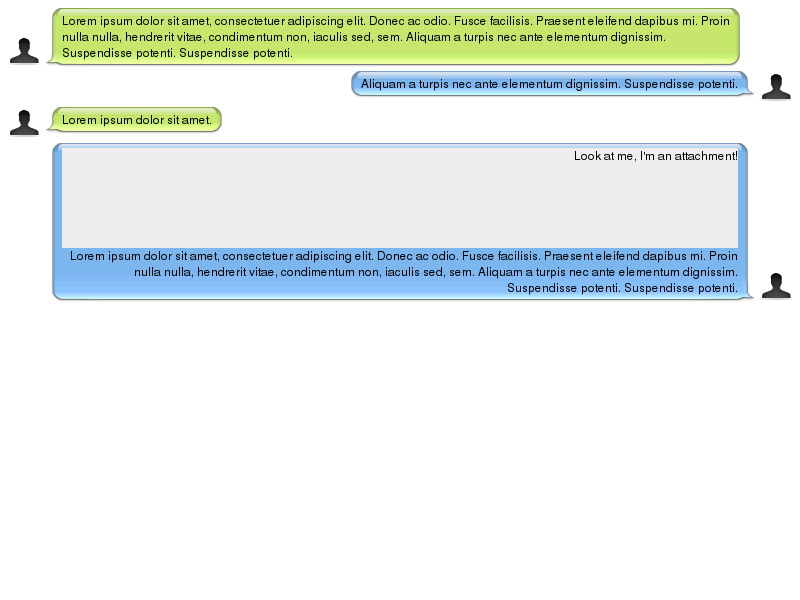 Lorem ipsum dolor sit amet, consectetuer adipiscing elit. Donec ac odio. Fusce facilisis. Praesent eleifend dapibus mi. Proin
nulla nulla, hendrerit vitae, condimentum non, iaculis sed, sem. Aliquam a turpis nec ante elementum dignissim.
Suspendisse potenti. Suspendisse potenti.
Aliquam a turpis nec ante elementum dignissim. Suspendisse potenti.
Lorem ipsum dolor sit amet.
Look at me, I'm an attachment!
Lorem ipsum dolor sit amet, consectetuer adipiscing elit. Donec ac odio. Fusce facilisis. Praesent eleifend dapibus mi. Proin
nulla nulla, hendrerit vitae, condimentum non, iaculis sed, sem. Aliquam a turpis nec ante elementum dignissim.
Suspendisse potenti. Suspendisse potenti.